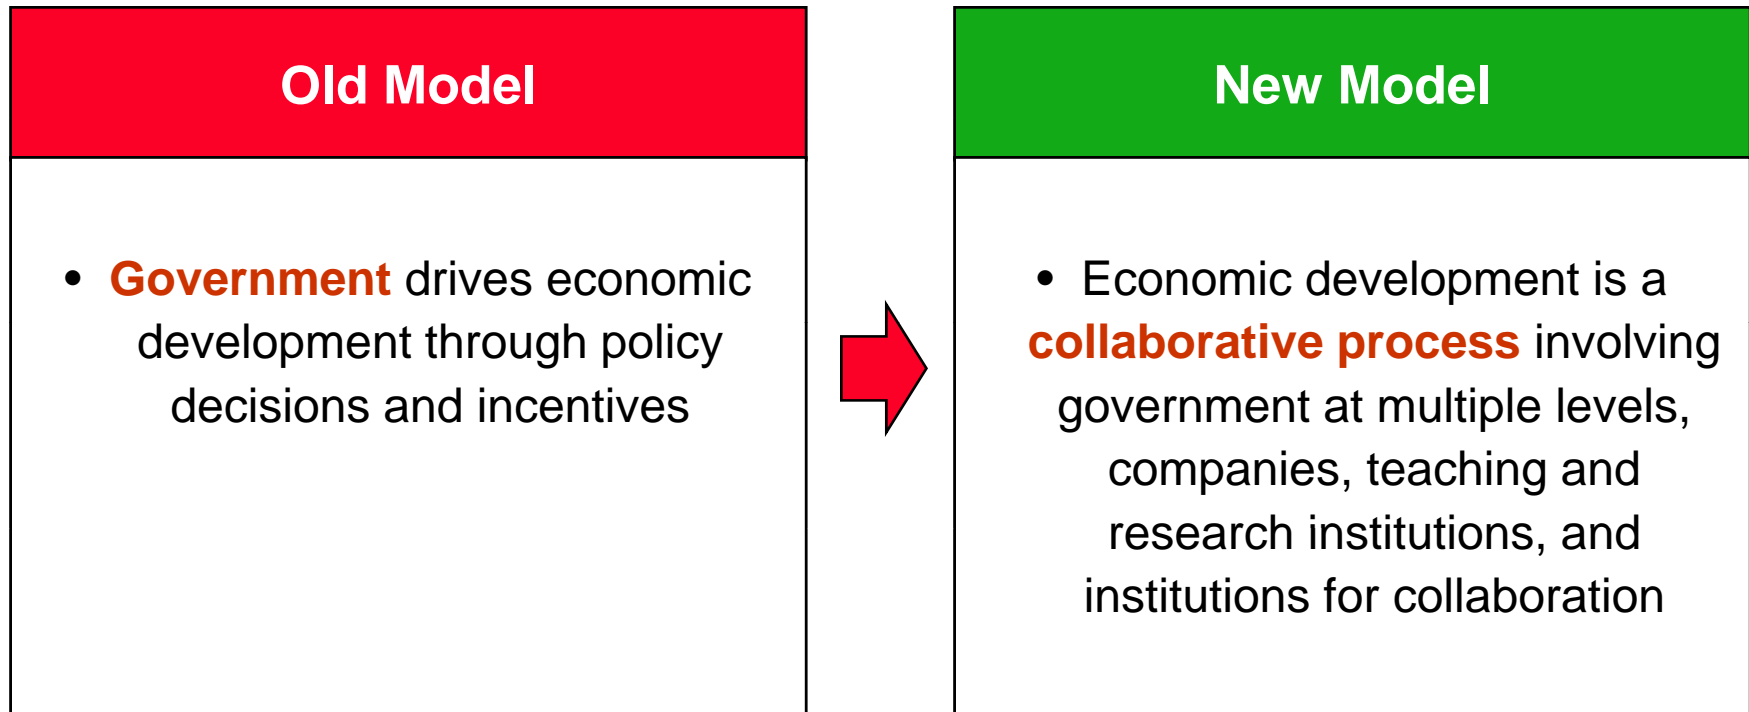 Old Model
• Government drives economic
development through policy
decisions and incentives
New Model
• Economic development is a
collaborative process involving
government at multiple levels,
companies, teaching and
research institutions, and
institutions for collaboration